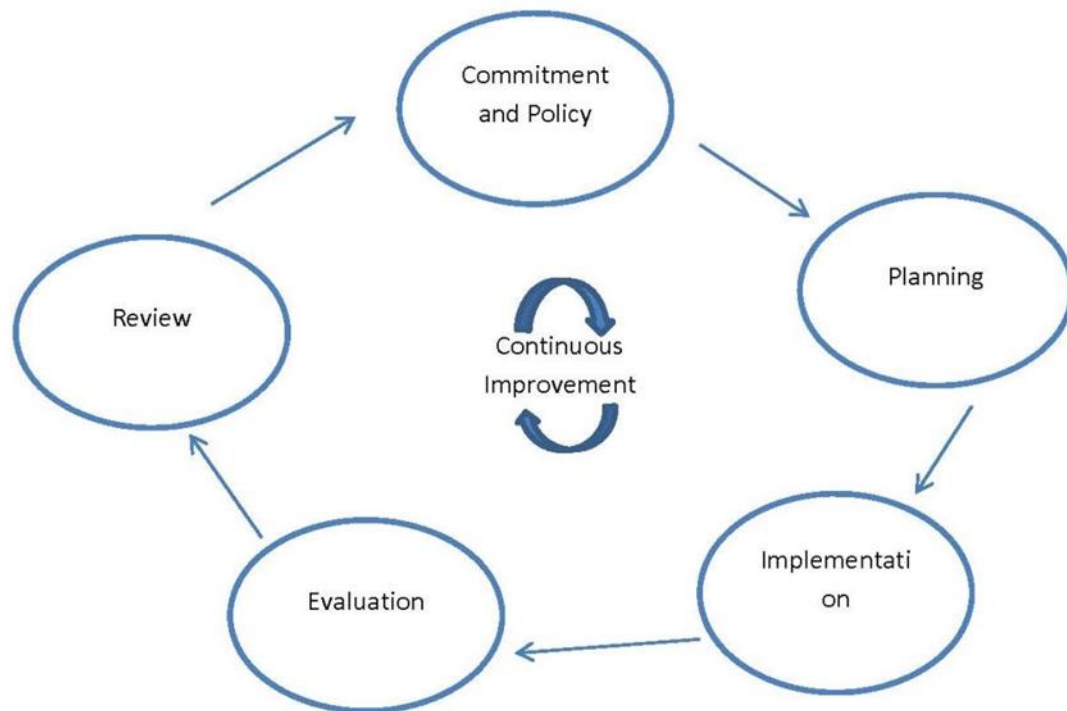 Commitment
and Policy
Planning
Implementati
on
Evaluation
Review
Continuous
Improvement